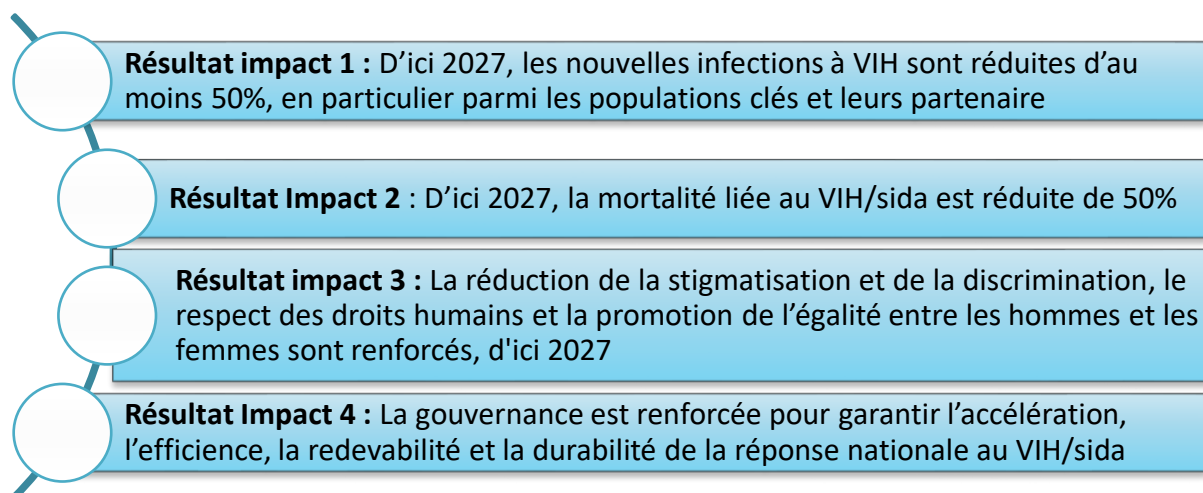 Résultat impact 1 : D’ici 2027, les nouvelles infections à VIH sont réduites d’au
moins 50%, en particulier parmi les populations clés et leurs partenaire
Résultat Impact 2 : D’ici 2027, la mortalité liée au VIH/sida est réduite de 50%
Résultat impact 3 : La réduction de la stigmatisation et de la discrimination, le
respect des droits humains et la promotion de l’égalité entre les hommes et les
femmes sont renforcés, d'ici 2027
Résultat Impact 4 : La gouvernance est renforcée pour garantir l’accélération,
l’efficience, la redevabilité et la durabilité de la réponse nationale au VIH/sida